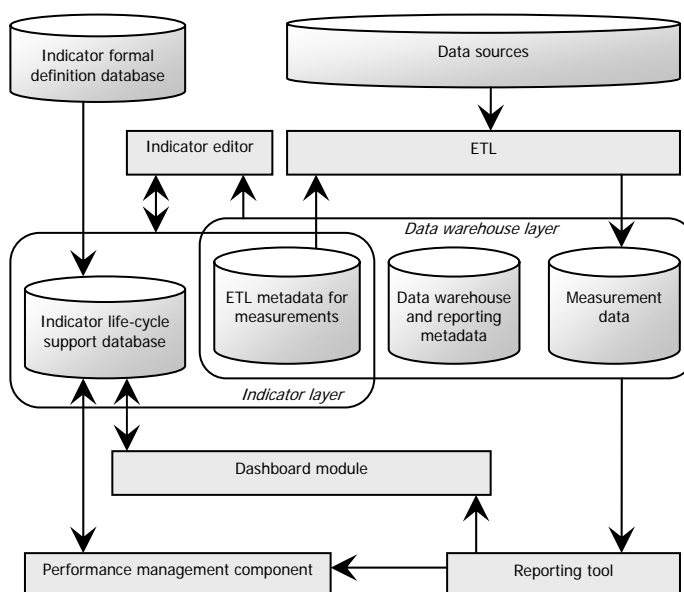 Indicator formal
definition database
Data sources
Indicator editor
ETL
Data warehouse layer
Indicator life-cycle
support database
ETL metadata for
measurements
Data warehouse
and reporting
metadata
Measurement
data
Indicator layer
Dashboard module
Performance management component
Reporting tool